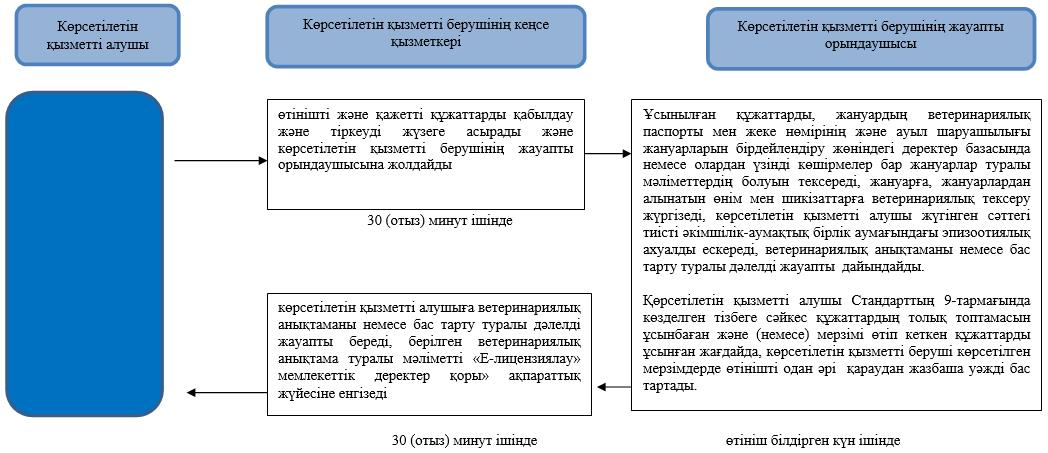 Көрсетілетін
қызметті алушы
Көрсетілетін қызметті берушінің кеңсе
қызметкері
Көрсетілетін қызметті берушінің жауапты
орындаушысы
өтінішті және қажетті құжаттарды қабылдау
және тіркеуді жүзеге асырады және
көрсетілетін қызметті берушінің жауапты
орындаушысына жолдайды
30 (отыз) минут ішінде
Ұсынылған құжаттарды, жануардың ветеринариялық
паспорты мен жеке нөмірінің және ауыл шаруашылығы
жануарларын бірдейлендіру жөніндегі деректер базасында
немесе олардан үзінді көшірмелер бар жануарлар туралы
мәліметтердің болуын тексереді, жануарға, жануарлардан
алынатын өнім мен шикізаттарға ветеринариялық тексеру
жүргізеді, көрсетілетін қызметті алушы жүгінген сәттегі
тиісті әкімшілік-аумақтық бірлік аумағындағы эпизоотиялық
ахуалды ескереді, ветеринариялық анықтаманы немесе бас
тарту туралы дәлелді жауапты дайындайды.
Қөрсетілетін қызметті алушы Стандарттың 9-тармағында
көзделген тізбеге сәйкес құжаттардың толық топтамасын
ұсынбаған және (немесе) мерзімі өтіп кеткен құжаттарды
ұсынған жағдайда, көрсетілетін қызметті беруші көрсетілген
мерзімдерде өтінішті одан әрі қараудан жазбаша уәжді бас
тартады.
көрсетілетін қызметті алушыға ветеринариялық
анықтаманы немесе бас тарту туралы дәлелді
жауапты береді, берілген ветеринариялық
анықтама туралы мәліметті «Е-лицензиялау»
мемлекеттік деректер қоры» ақпараттық
жүйесіне енгізеді
30 (отыз) минут ішінде
өтініш білдірген күн ішінде